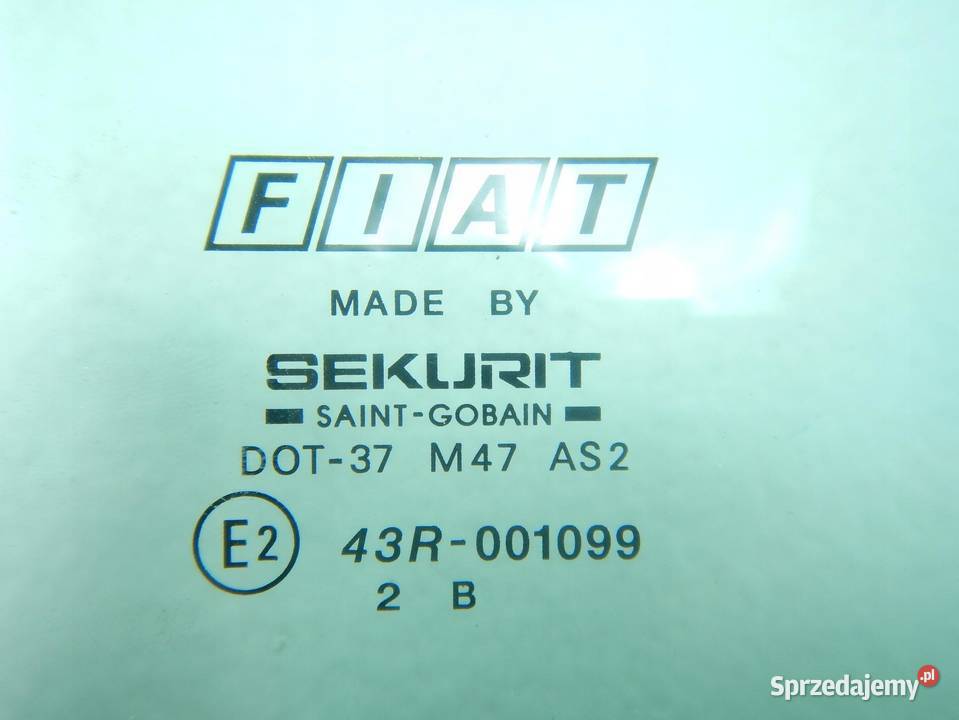 FIAT
MADE BY
SEKURIT
SAINT-GOBAIN
DOT-37 M47 AS2
E2 43R-001099
2 B
Sprzedajemy.pl